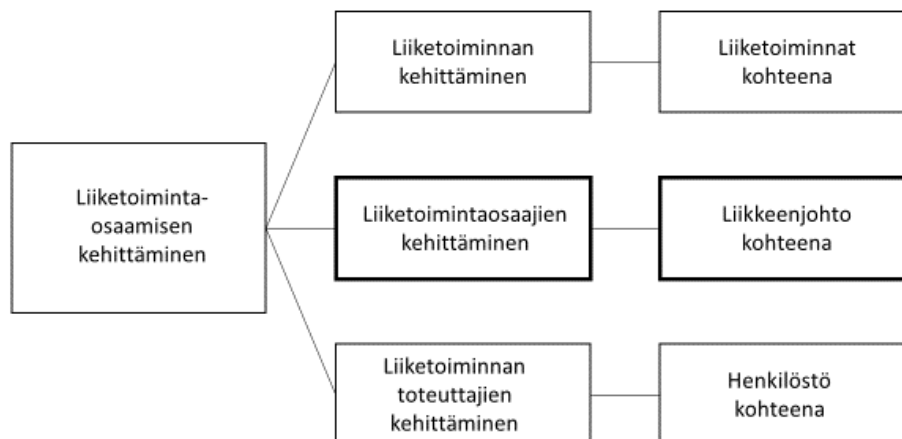 Liiketoiminta-
osaamisen
kehittäminen
Liiketoiminnan
kehittäminen
Liiketoiminnat
kohteena
Liiketoimintaosaajien
kehittäminen
Liikkeenjohto
kohteena
Liiketoiminnan
toteuttajien
kehittäminen
Henkilöstö
kohteena